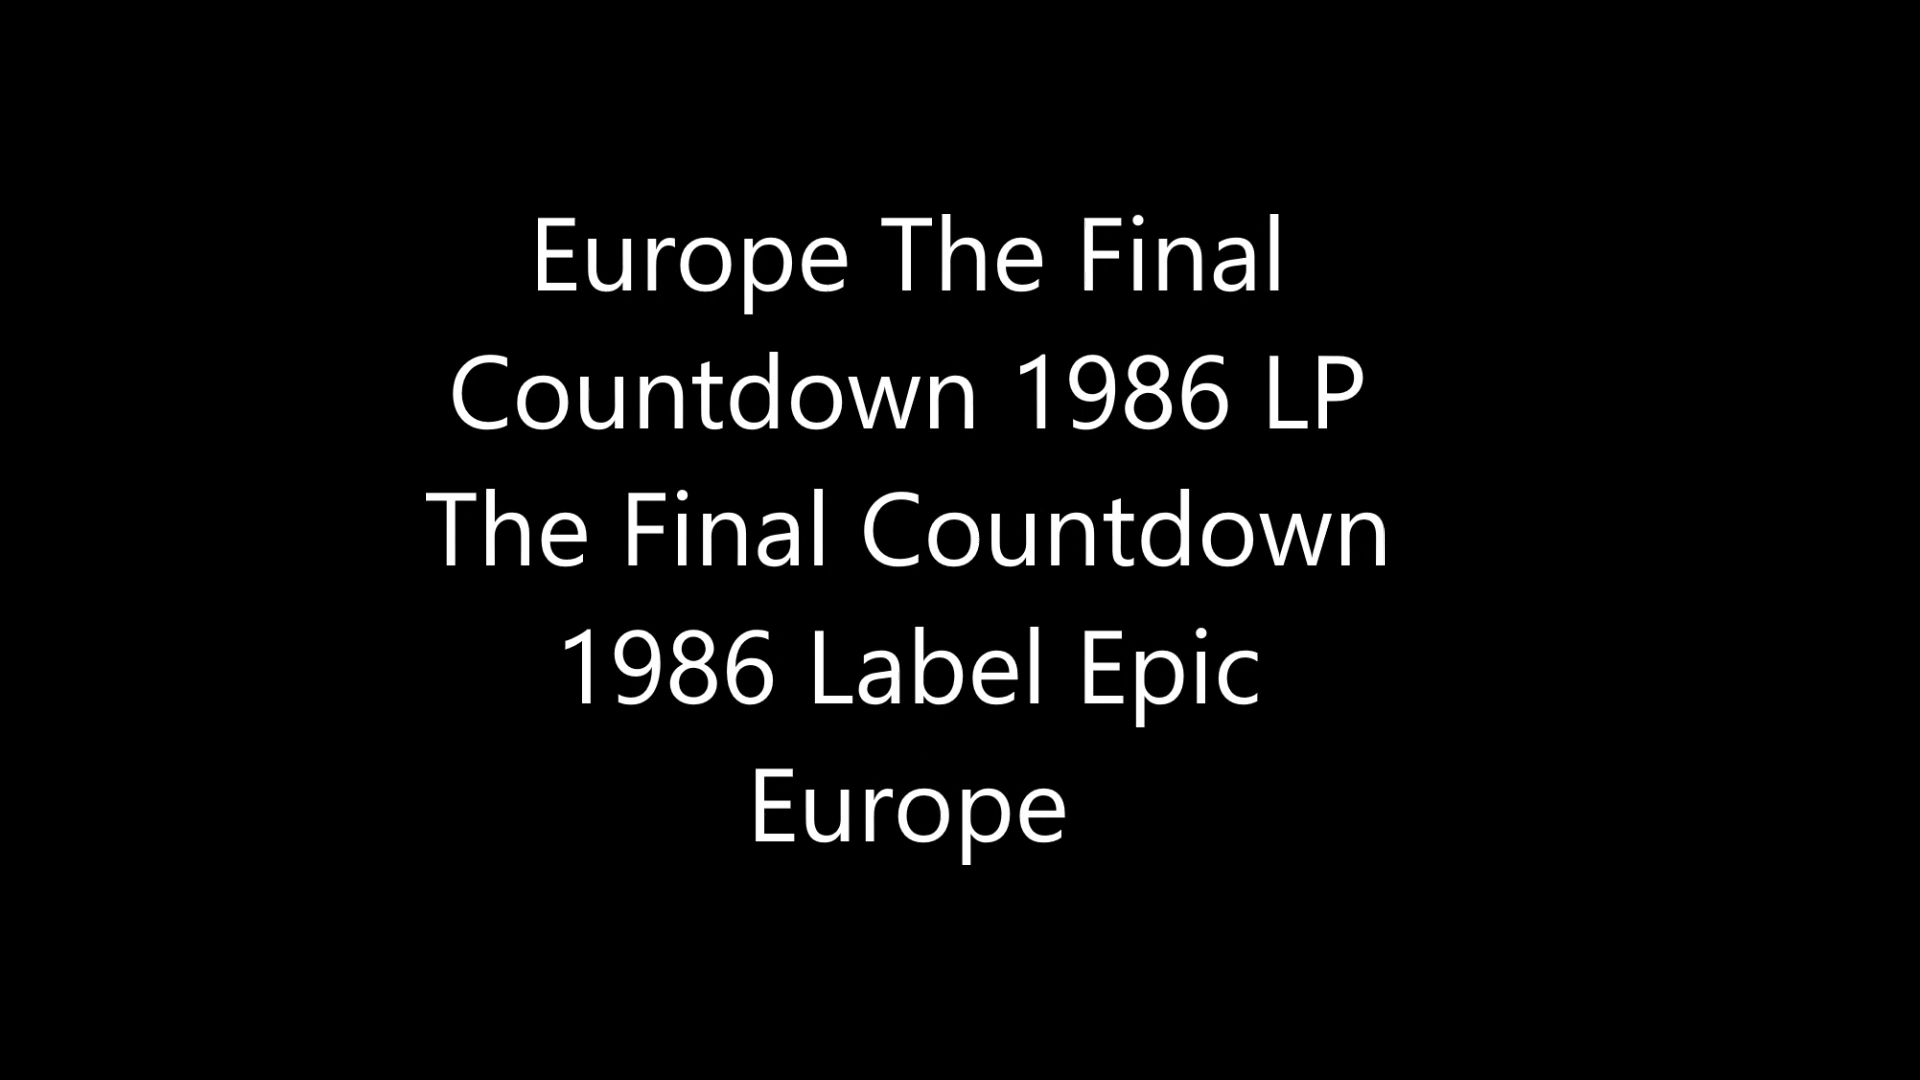 Europe The Final
Countdown 1986 LP
The Final Countdown
1986 Label Epic
Europe